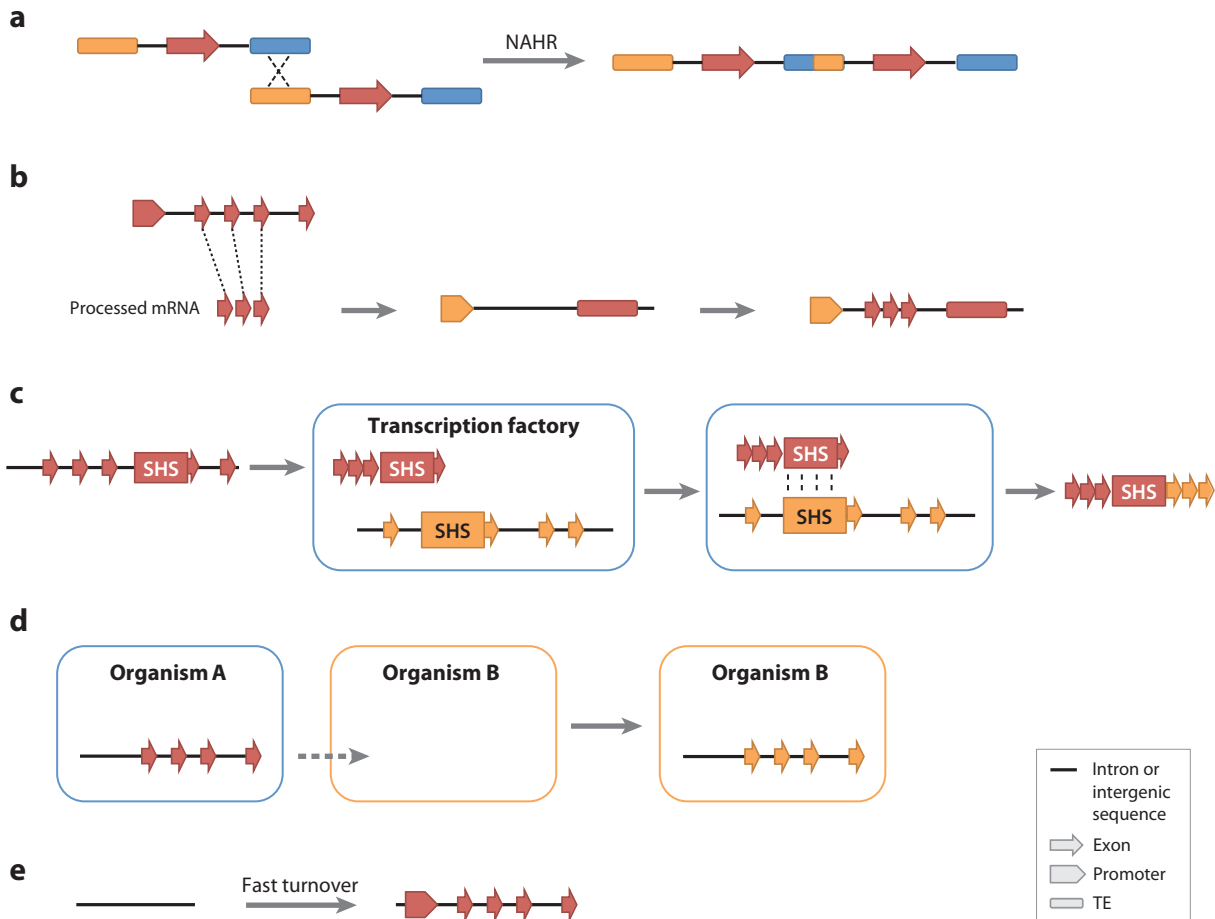 a
NAHR
b
Processed mRNA
c
Transcription factory
SHS
SHS
SHS
SHS
SHS
SHS
d
Organism A
Organism B
Organism B
Intron or
intergenic
sequence
Exon
Promoter
TE
e
Fast turnover